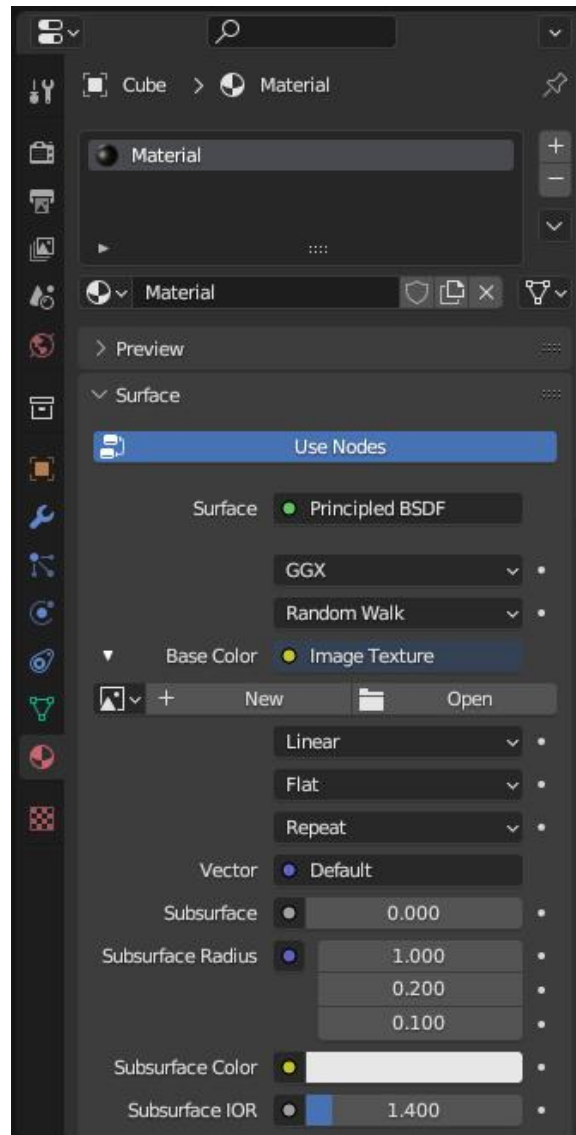 Cube > Material
Material
Material
Preview
Surface
Use Nodes
Surface Principled BSDF
GGX
Random Walk
Base Color Image Texture
+ New Open
Linear
Flat
Repeat
Vector Default
Subsurface 0.000
Subsurface Radius 1.000
0.200
0.100
Subsurface Color
Subsurface IOR 1.400